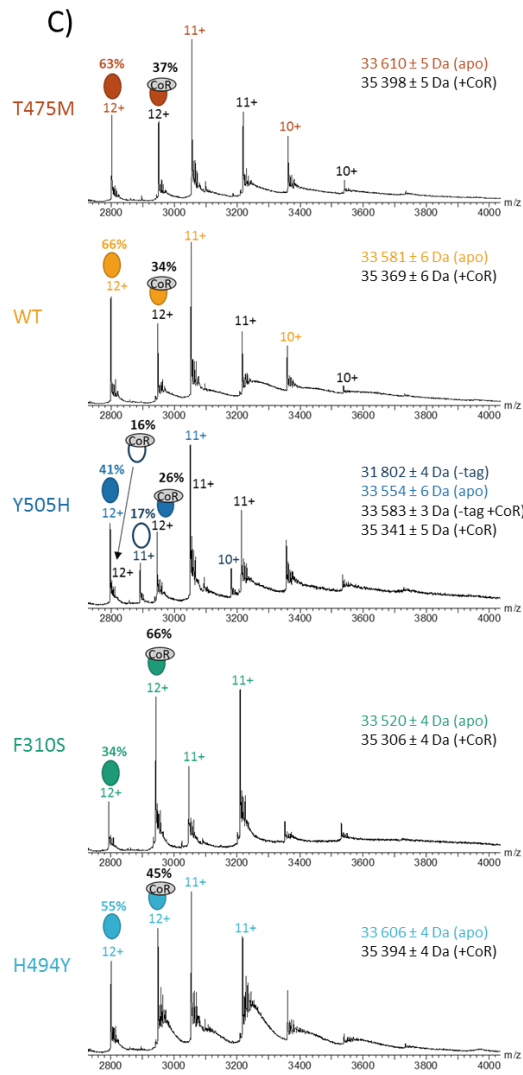 C)
63%
37%
CoR
12+
12+
11+
11+
10+
10+
33 610 ± 5 Da (apo)
35 398 ± 5 Da (+CoR)
T475M
2800 3000 3200 3400 3600 3800 4000 m/z
66%
34%
CoR
12+
12+
11+
11+
10+
10+
33 581 ± 6 Da (apo)
35 369 ± 6 Da (+CoR)
WT
2800 3000 3200 3400 3600 3800 4000 m/z
16%
CoR
41%
17%
26%
CoR
12+
12+
11+
12+
11+
11+
10+
11+
31 802 ± 4 Da (-tag)
33 554 ± 6 Da (apo)
33 583 ± 3 Da (-tag +CoR)
35 341 ± 5 Da (+CoR)
Y505H
2800 3000 3200 3400 3600 3800 4000 m/z
66%
CoR
34%
12+
12+
11+
11+
33 520 ± 4 Da (apo)
35 306 ± 4 Da (+CoR)
F310S
2800 3000 3200 3400 3600 3800 4000 m/z
55%
45%
CoR
12+
12+
11+
11+
33 606 ± 4 Da (apo)
35 394 ± 4 Da (+CoR)
H494Y
2800 3000 3200 3400 3600 3800 4000 m/z